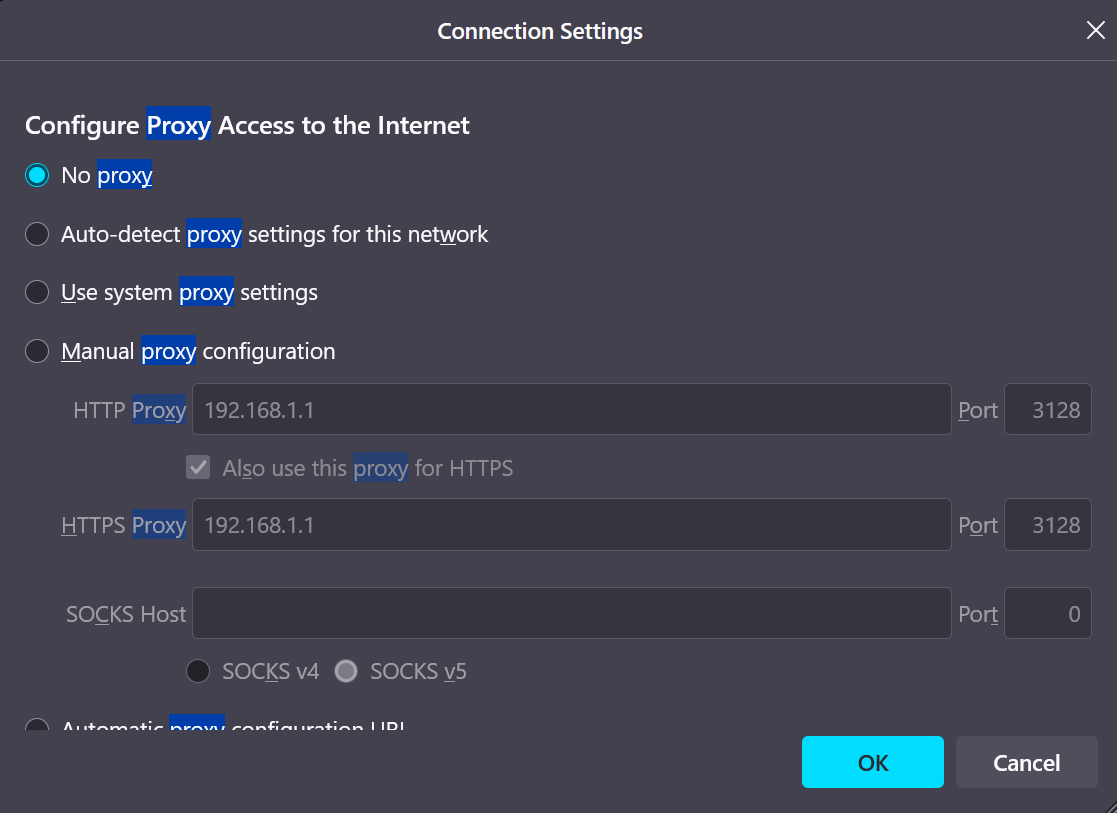 Connection Settings
Configure Proxy Access to the Internet
No proxy
Auto-detect proxy settings for this network
Use system proxy settings
Manual proxy configuration
HTTP Proxy 192.168.1.1 Port 3128
Also use this proxy for HTTPS
HTTPS Proxy 192.168.1.1 Port 3128
SOCKS Host Port 0
SOCKS v4 SOCKS v5
Automatic proxy configuration URL
OK Cancel